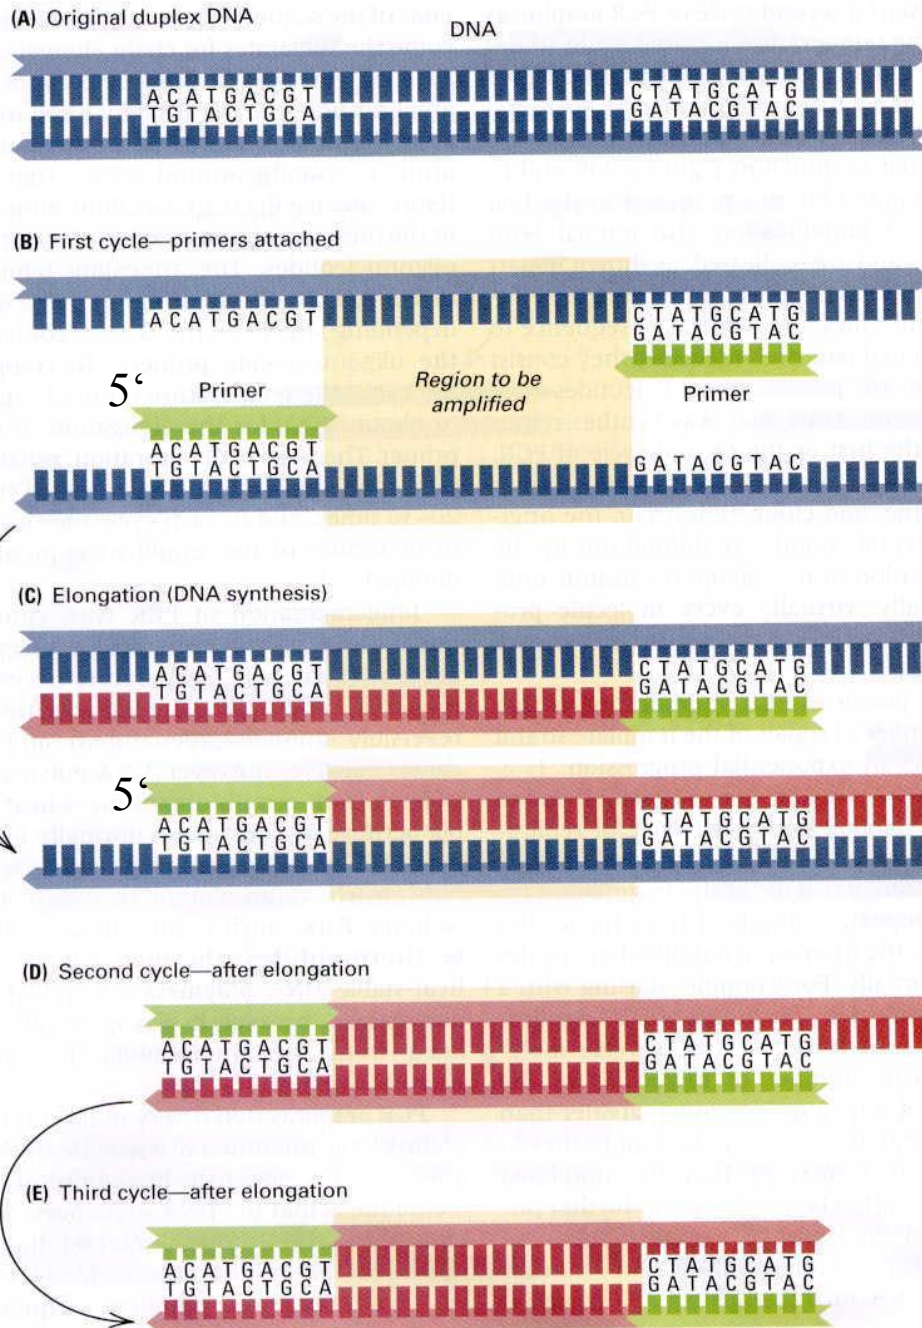 (A) Original duplex DNA
DNA
ACATGACGT CTATGCATG
TGTACTGCA GATACGTAC
(B) First cycle—primers attached
ACATGACGT CTATGCATG
GATACGTAC
5‘ Primer
Region to be
amplified
Primer
ACATGACGT
TGTACTGCA GATACGTAC
(C) Elongation (DNA synthesis)
ACATGACGT CTATGCATG
TGTACTGCA GATACGTAC
5‘
ACATGACGT CTATGCATG
TGTACTGCA GATACGTAC
(D) Second cycle—after elongation
ACATGACGT CTATGCATG
TGTACTGCA GATACGTAC
(E) Third cycle—after elongation
ACATGACGT CTATGCATG
TGTACTGCA GATACGTAC